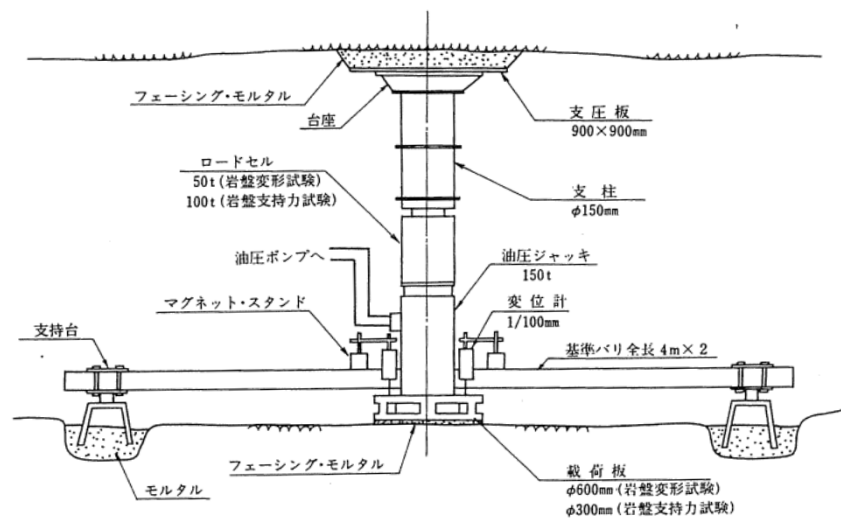 フェーシング・モルタル
台座
支圧板
900×900mm
ロードセル
50t(岩盤変形試験)
100t(岩盤支持力試験)
支柱
φ150mm
油圧ポンプへ
油圧ジャッキ
150t
マグネット・スタンド
変位計
1/100mm
支持台
基準バリ全長4m×2
フェーシング・モルタル
モルタル
載荷板
φ600mm(岩盤変形試験)
φ300mm(岩盤支持力試験)